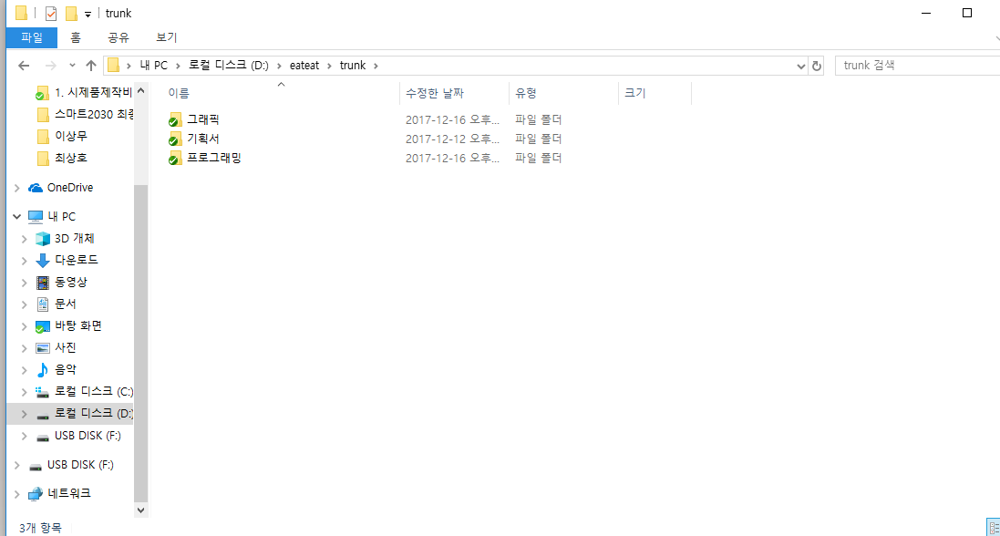 trunk
파일 홈 공유 보기
내 PC 로컬 디스크 (D:) eateat trunk
trunk 검색
1. 시제품제작비
스마트2030 최종
이상무
최상호
OneDrive
내 PC
3D 개체
다운로드
동영상
문서
바탕 화면
사진
음악
로컬 디스크 (C:)
로컬 디스크 (D:)
USB DISK (F:)
USB DISK (F:)
네트워크
이름 수정한 날짜 유형 크기
그래픽 2017-12-16 오후... 파일 폴더
기획서 2017-12-12 오후... 파일 폴더
프로그래밍 2017-12-16 오후... 파일 폴더
3개 항목